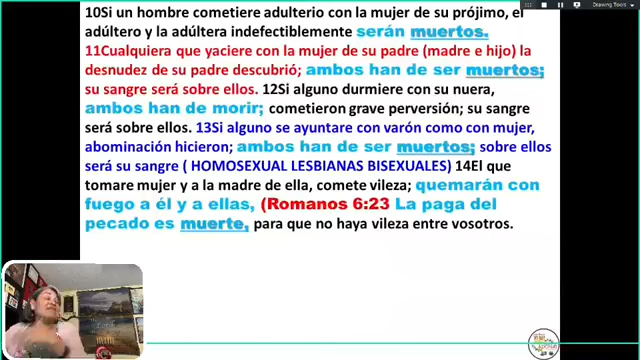 10Si un hombre cometiere adulterio con la mujer de su prójimo, el
adúltero y la adúltera indefectiblemente serán muertos.
11Cualquiera que yaciere con la mujer de su padre (madre e hijo) la
desnudez de su padre descubrió; ambos han de ser muertos;
su sangre será sobre ellos. 12Si alguno durmiere con su nuera,
ambos han de morir; cometieron grave perversión; su sangre
será sobre ellos. 13Si alguno se ayuntare con varón como con mujer,
abominación hicieron; ambos han de ser muertos; sobre ellos
será su sangre ( HOMOSEXUAL LESBIANAS BISEXUALES) 14El que
tomare mujer y a la madre de ella, comete vileza; quemarán con
fuego a él y a ellas, (Romanos 6:23 La paga del
pecado es muerte, para que no haya vileza entre vosotros.
Drawing Tools
Lord